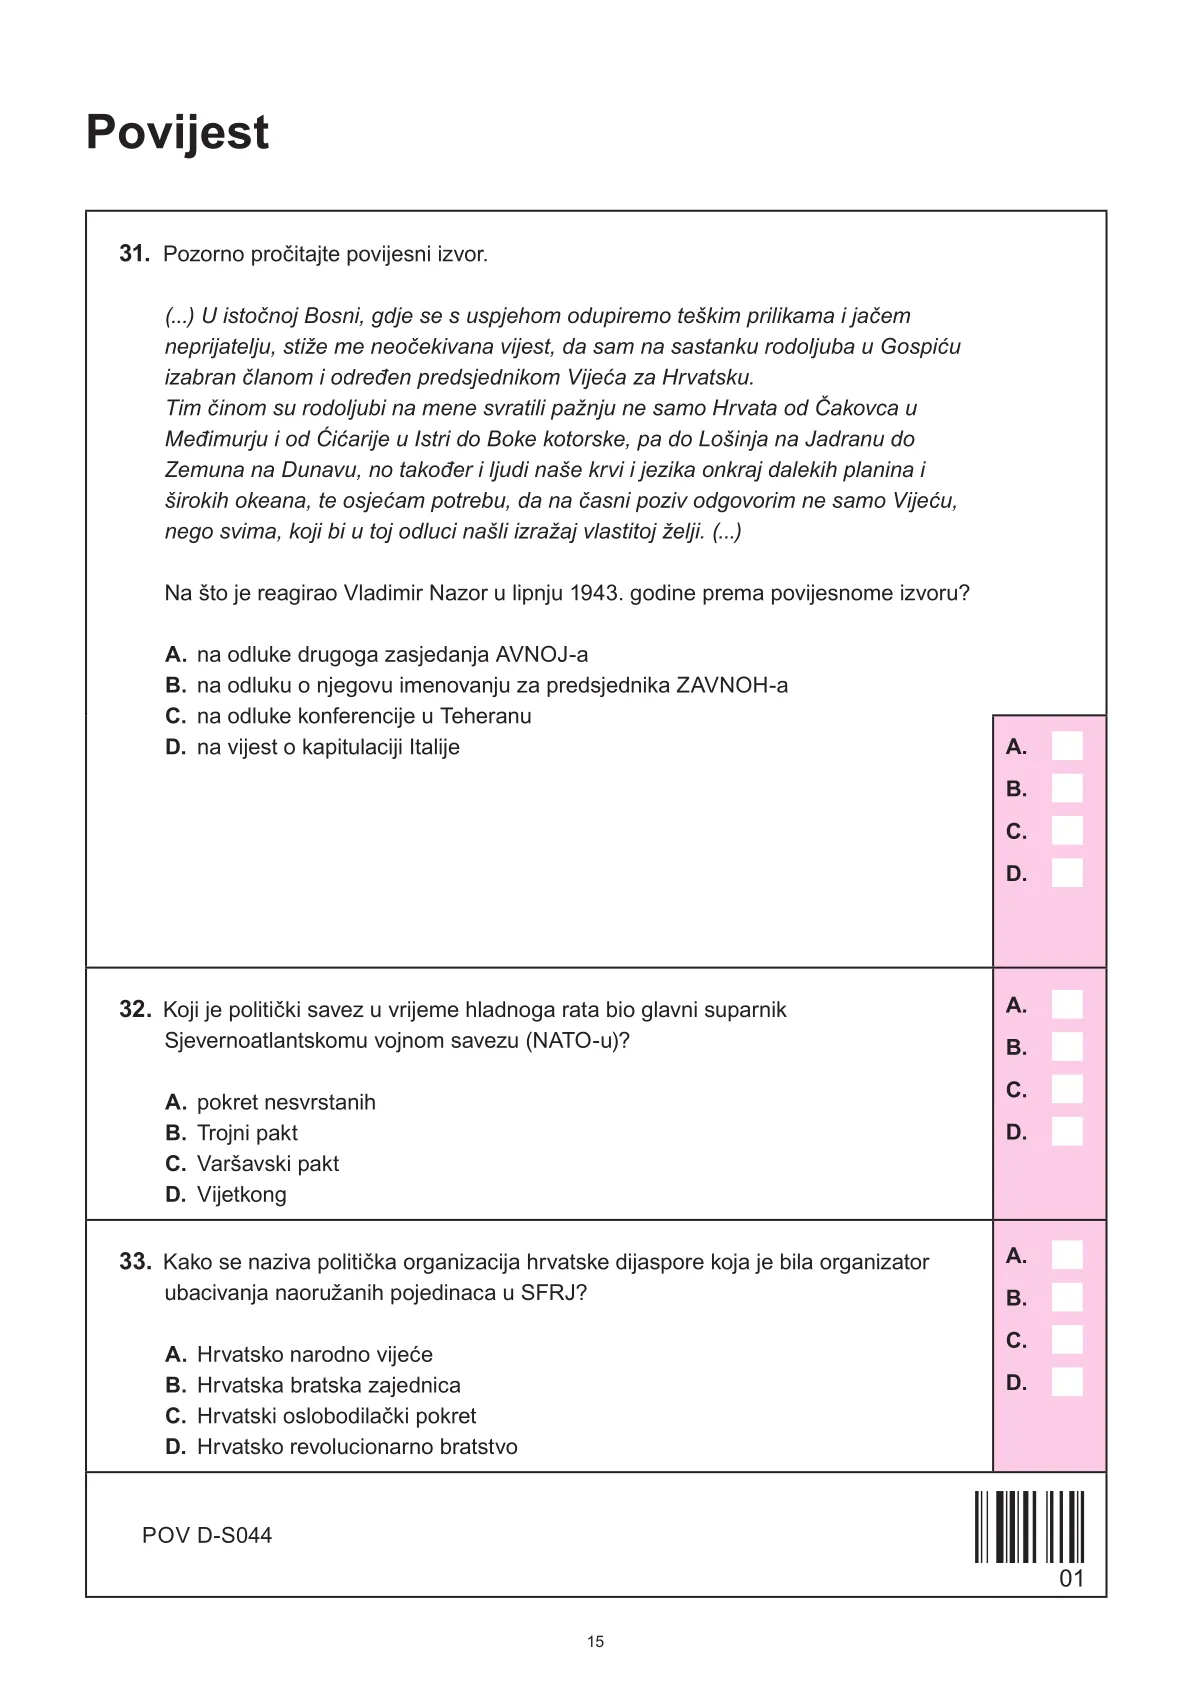 Povijest
31. Pozorno pročitajte povijesni izvor.
(...) U istočnoj Bosni, gdje se s uspjehom odupiremo teškim prilikama i jačem
neprijatelju, stiže me neočekivana vijest, da sam na sastanku rodoljuba u Gospiću
izabran članom i određen predsjednikom Vijeća za Hrvatsku.
Tim činom su rodoljubi na mene svratili pažnju ne samo Hrvata od Čakovca u
Međimurju i od Ćićarije u Istri do Boke kotorske, pa do Lošinja na Jadranu do
Zemuna na Dunavu, no također i ljudi naše krvi i jezika onkraj dalekih planina i
širokih okeana, te osjećam potrebu, da na časni poziv odgovorim ne samo Vijeću,
nego svima, koji bi u toj odluci našli izražaj vlastitoj želji. (...)
Na što je reagirao Vladimir Nazor u lipnju 1943. godine prema povijesnome izvoru?
A. na odluke drugoga zasjedanja AVNOJ-a
B. na odluku o njegovu imenovanju za predsjednika ZAVNOH-a
C. na odluke konferencije u Teheranu
D. na vijest o kapitulaciji Italije
A.
B.
C.
D.
32. Koji je politički savez u vrijeme hladnoga rata bio glavni suparnik
Sjevernoatlantskomu vojnom savezu (NATO-u)?
A. pokret nesvrstanih
B. Trojni pakt
C. Varšavski pakt
D. Vijetkong
A.
B.
C.
D.
33. Kako se naziva politička organizacija hrvatske dijaspore koja je bila organizator
ubacivanja naoružanih pojedinaca u SFRJ?
A. Hrvatsko narodno vijeće
B. Hrvatska bratska zajednica
C. Hrvatski oslobodilački pokret
D. Hrvatsko revolucionarno bratstvo
A.
B.
C.
D.
POV D-S044
01
15